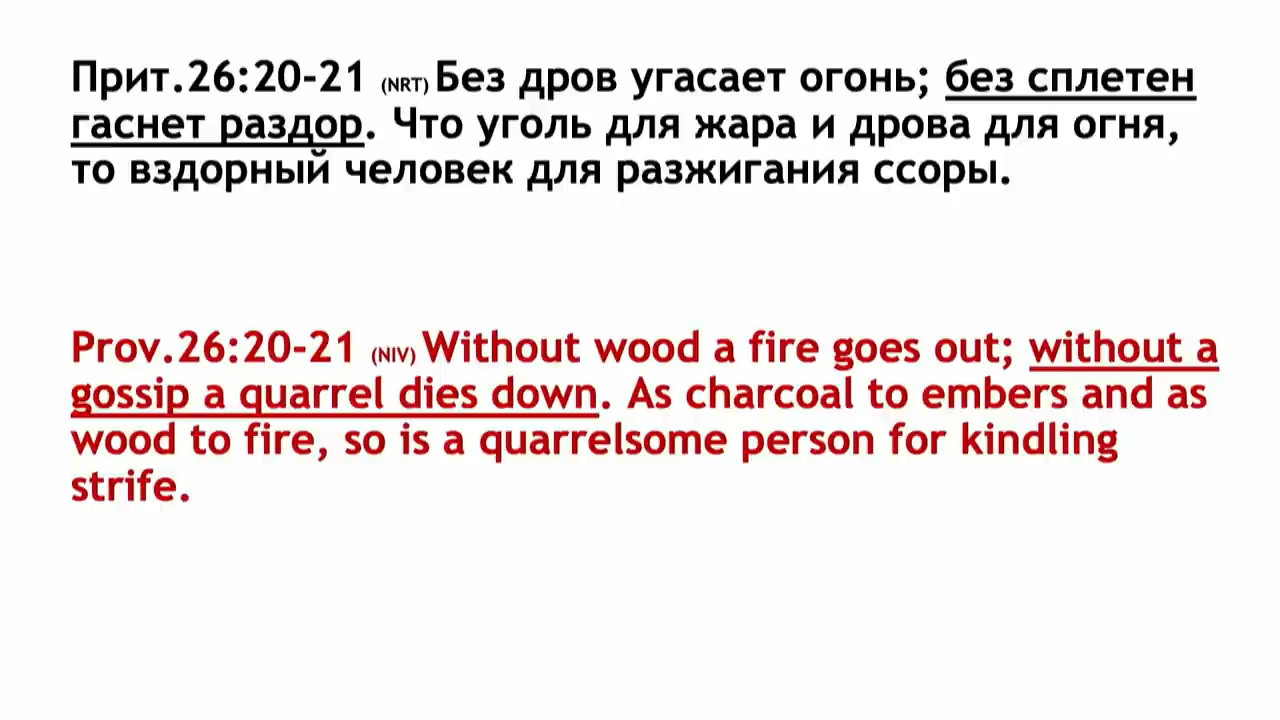 Прит.26:20-21 (NRT) Без дров угасает огонь; без сплетен
гаснет раздор. Что уголь для жара и дрова для огня,
то вздорный человек для разжигания ссоры.
Prov.26:20-21 (NIV) Without wood a fire goes out; without a
gossip a quarrel dies down. As charcoal to embers and as
wood to fire, so is a quarrelsome person for kindling
strife.